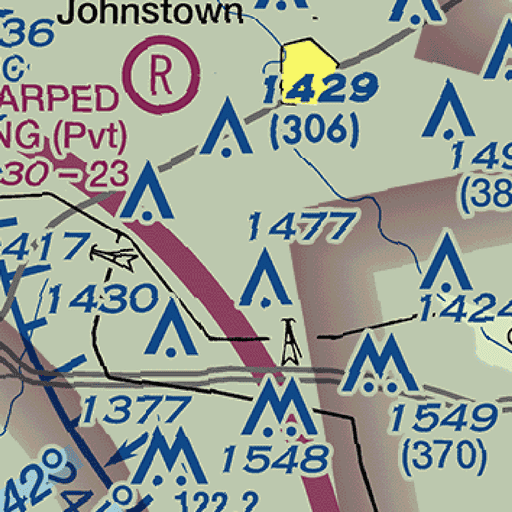 Johnstown
36
C
R
1429
(306)
ARPED
NG (Pvt)
30 – 23
149
(38
1477
417
1430
1424
1377
1549
(370)
1548
42°
4
122.2